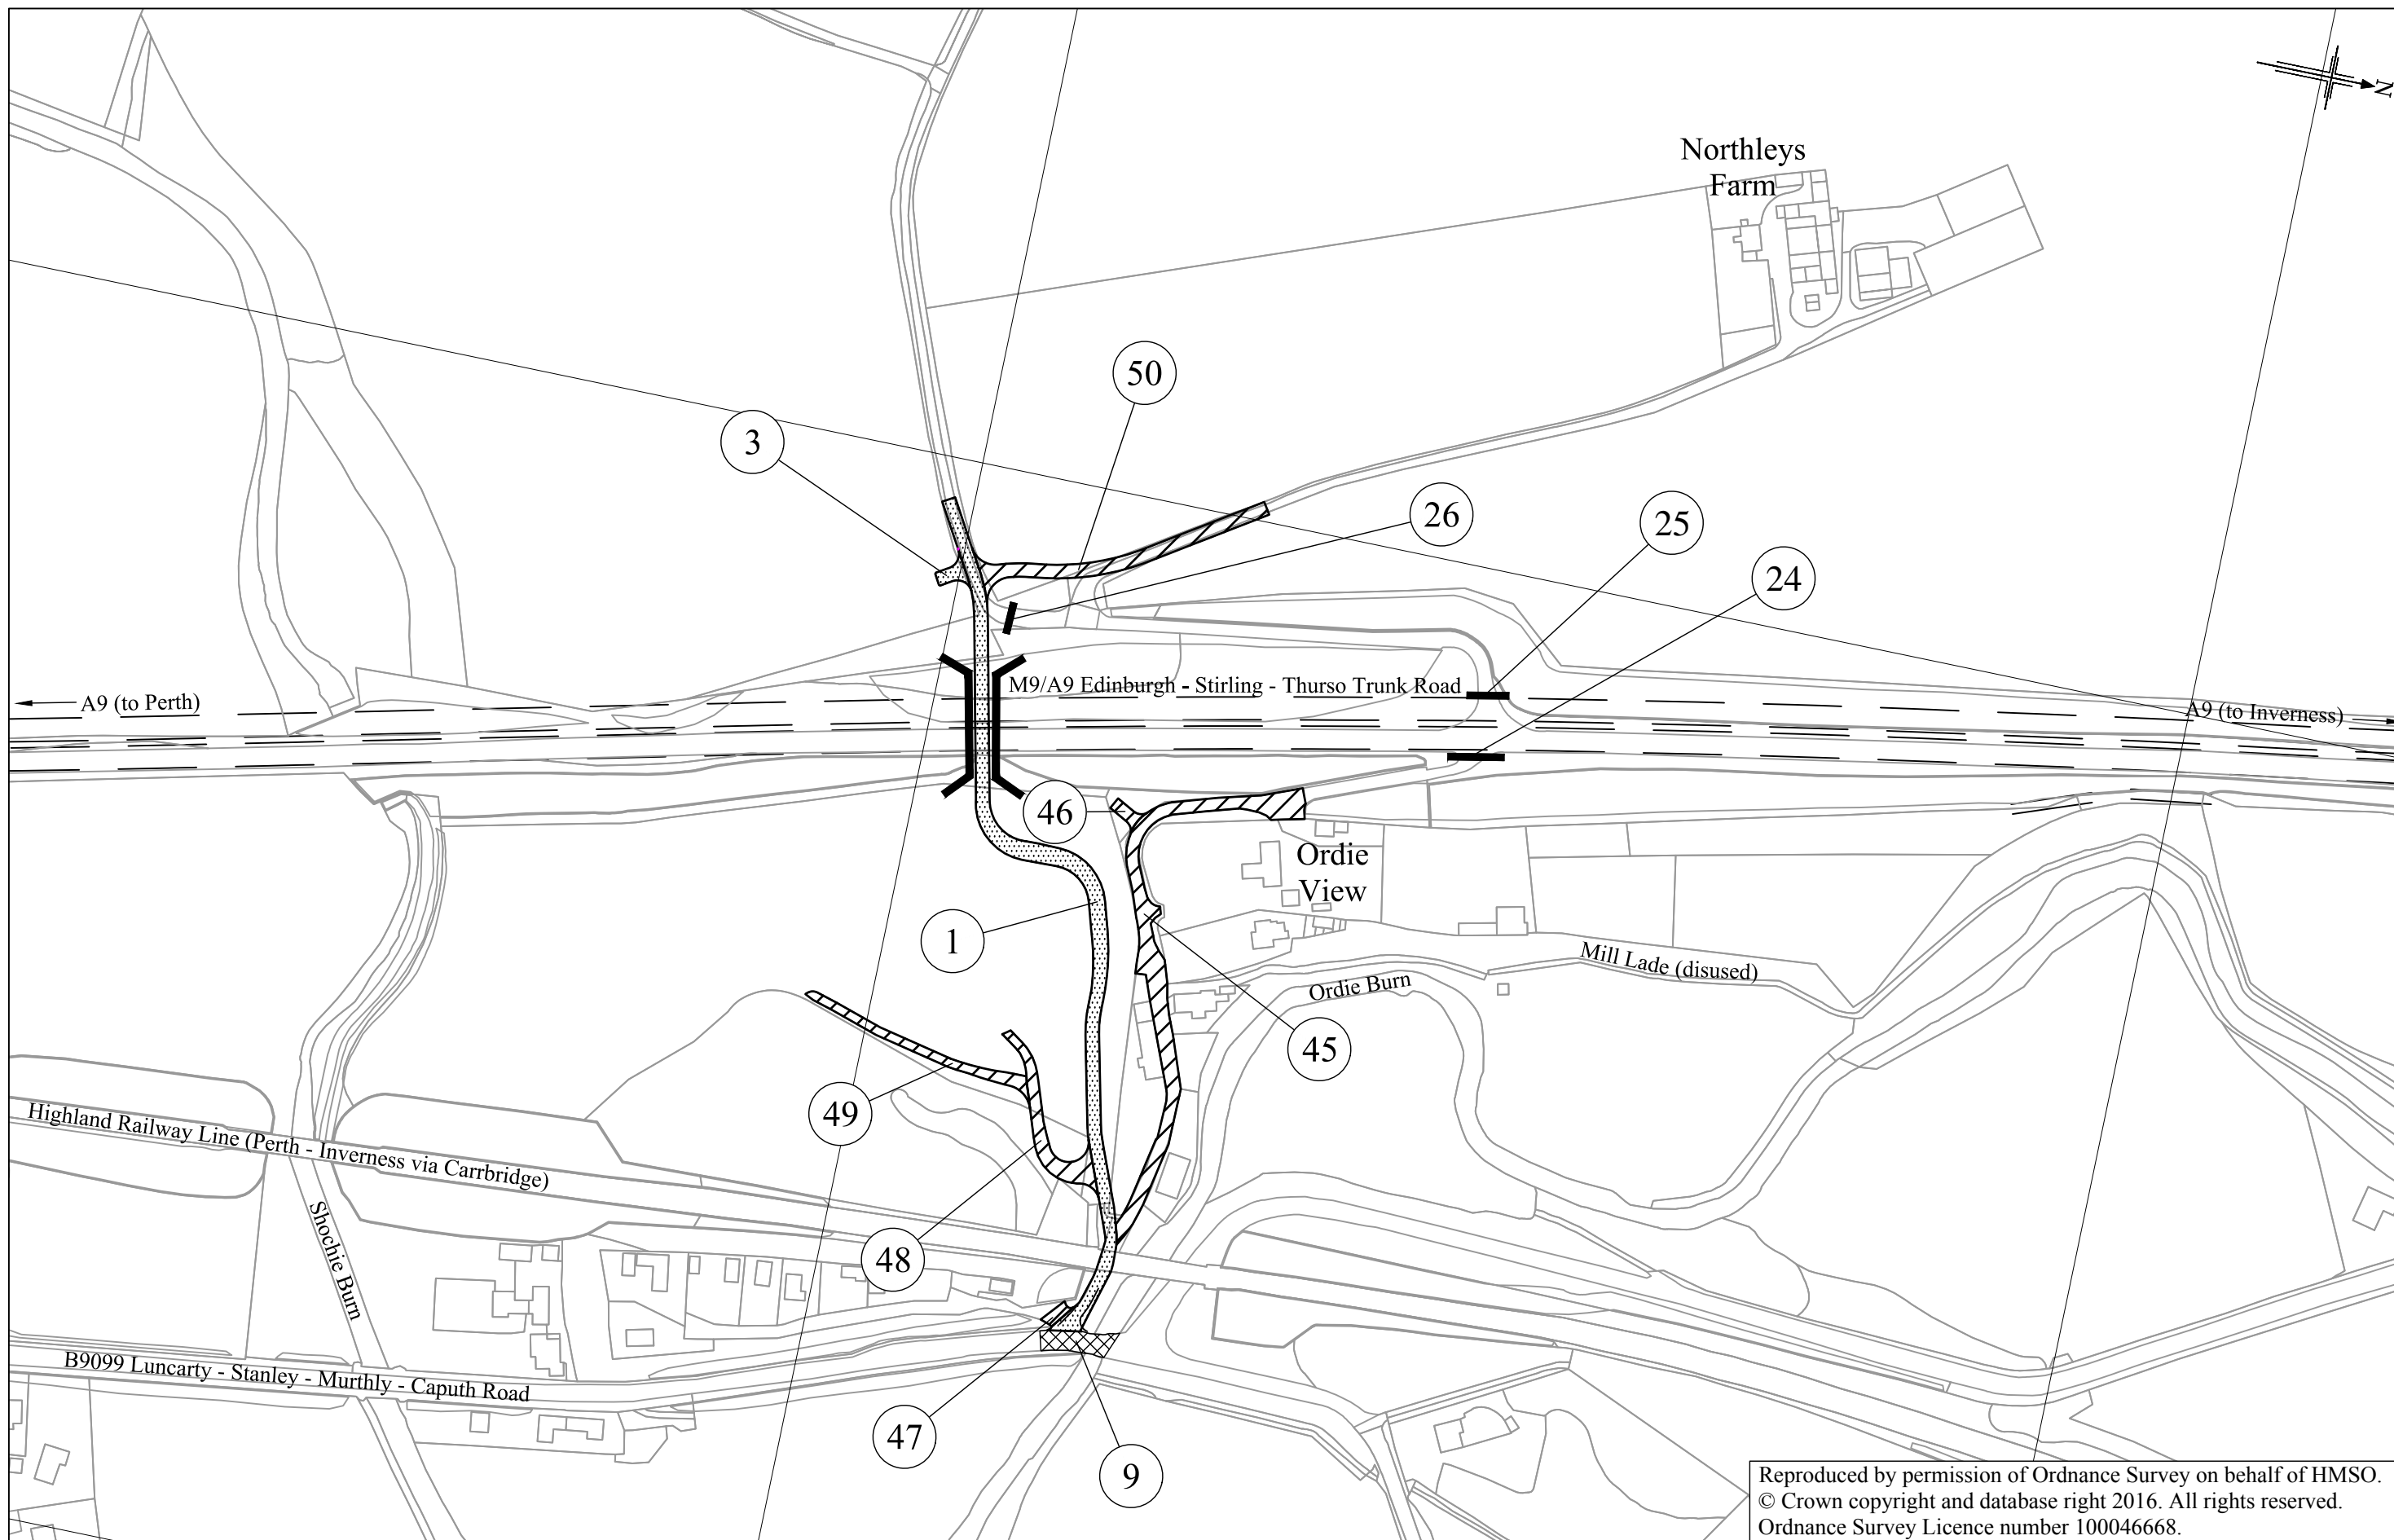 N
Northleys
Farm
50
3
26
25
24
M9/A9 Edinburgh - Stirling - Thurso Trunk Road
A9 (to Perth)
A9 (to Inverness)
46
Ordie
View
1
Mill Lade (disused)
Ordie Burn
45
49
Highland Railway Line (Perth - Inverness via Carrbridge)
48
Shochie Burn
B9099 Luncarty - Stanley - Murthly - Caputh Road
47
9
Reproduced by permission of Ordnance Survey on behalf of HMSO.
© Crown copyright and database right 2016. All rights reserved.
Ordnance Survey Licence number 100046668.